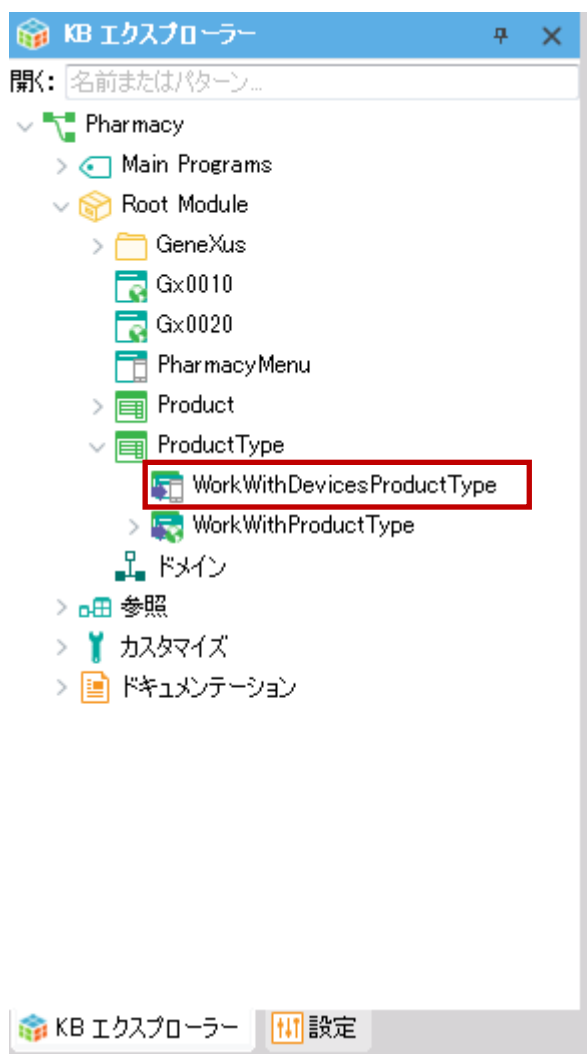 KB エクスプローラー
開く: 名前またはパターン...
Pharmacy
Main Programs
Root Module
GeneXus
Gx0010
Gx0020
PharmacyMenu
Product
ProductType
WorkWithDevicesProductType
WorkWithProductType
ドメイン
参照
カスタマイズ
ドキュメンテーション
KB エクスプローラー 設定